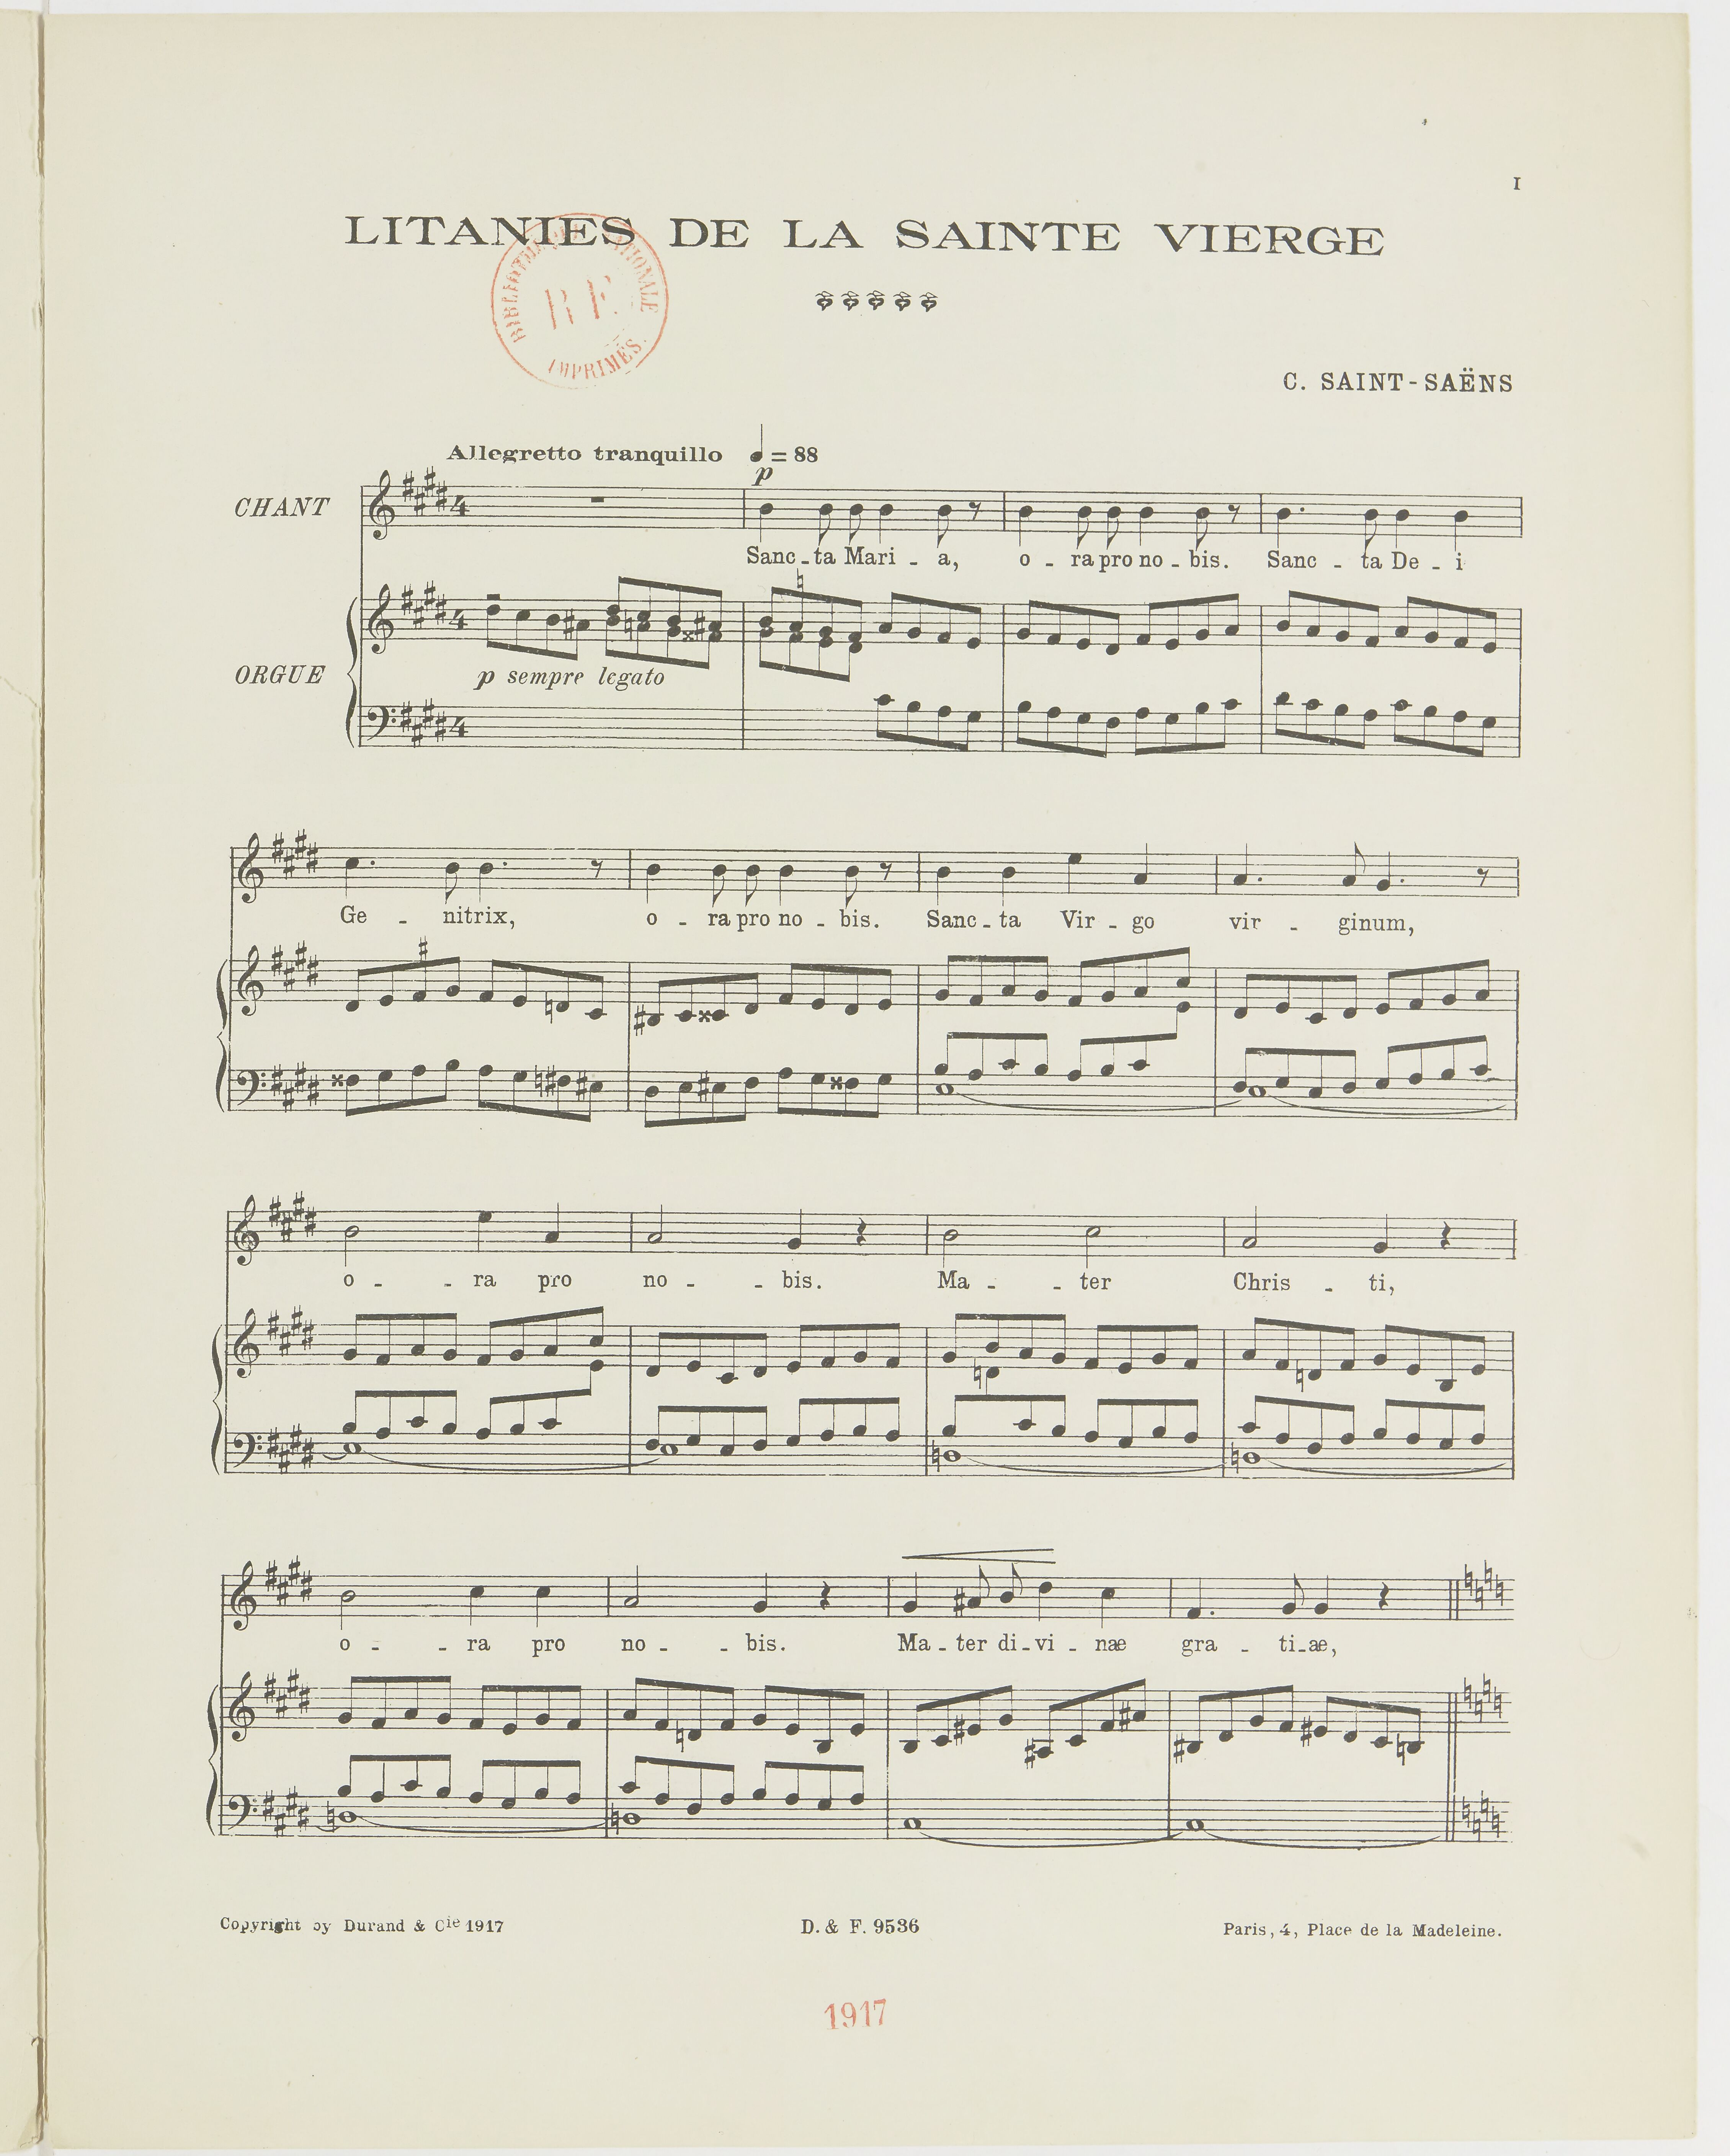 I
LITANIES DE LA SAINTE VIERGE
BIBLIOTHÈQUE NATIONALE
R F
IMPRIMÉS.
C. SAINT-SAËNS
Allegretto tranquillo ♩ = 88
p
CHANT
4
Sanc-ta Mari - a, o - ra pro no - bis. Sanc - ta De - i
4
ORGUE
p sempre legato
4
Ge - nitrix, o - ra pro no - bis. Sanc - ta Vir - go vir - ginum,
o - - ra pro no - - bis. Ma - - ter Chris - ti,
o - - ra pro no - - bis. Ma - ter di - vi - næ gra - ti - æ,
Copyright by Durand & Cie 1917 D. & F. 9536 Paris, 4, Place de la Madeleine.
1917